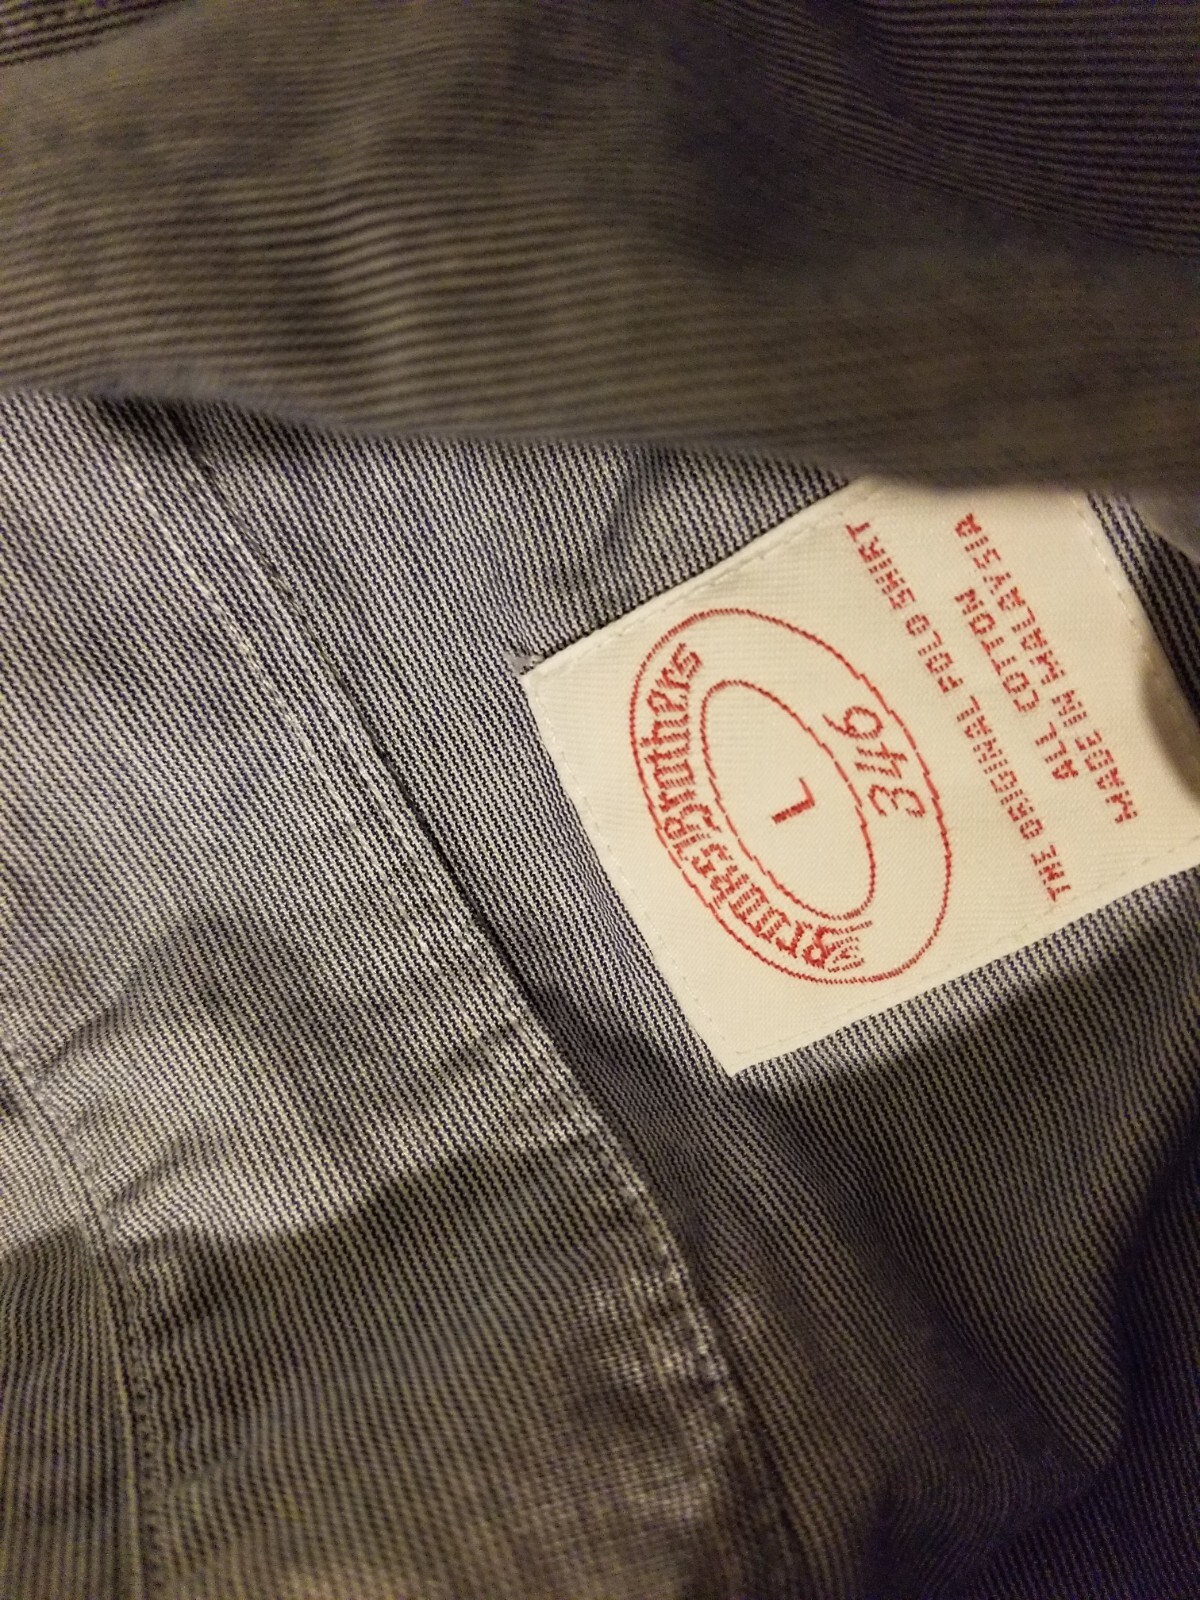 Brooks Brothers
L
346
THE ORIGINAL POLO SHIRT
ALL COTTON
MADE IN MALAYSIA